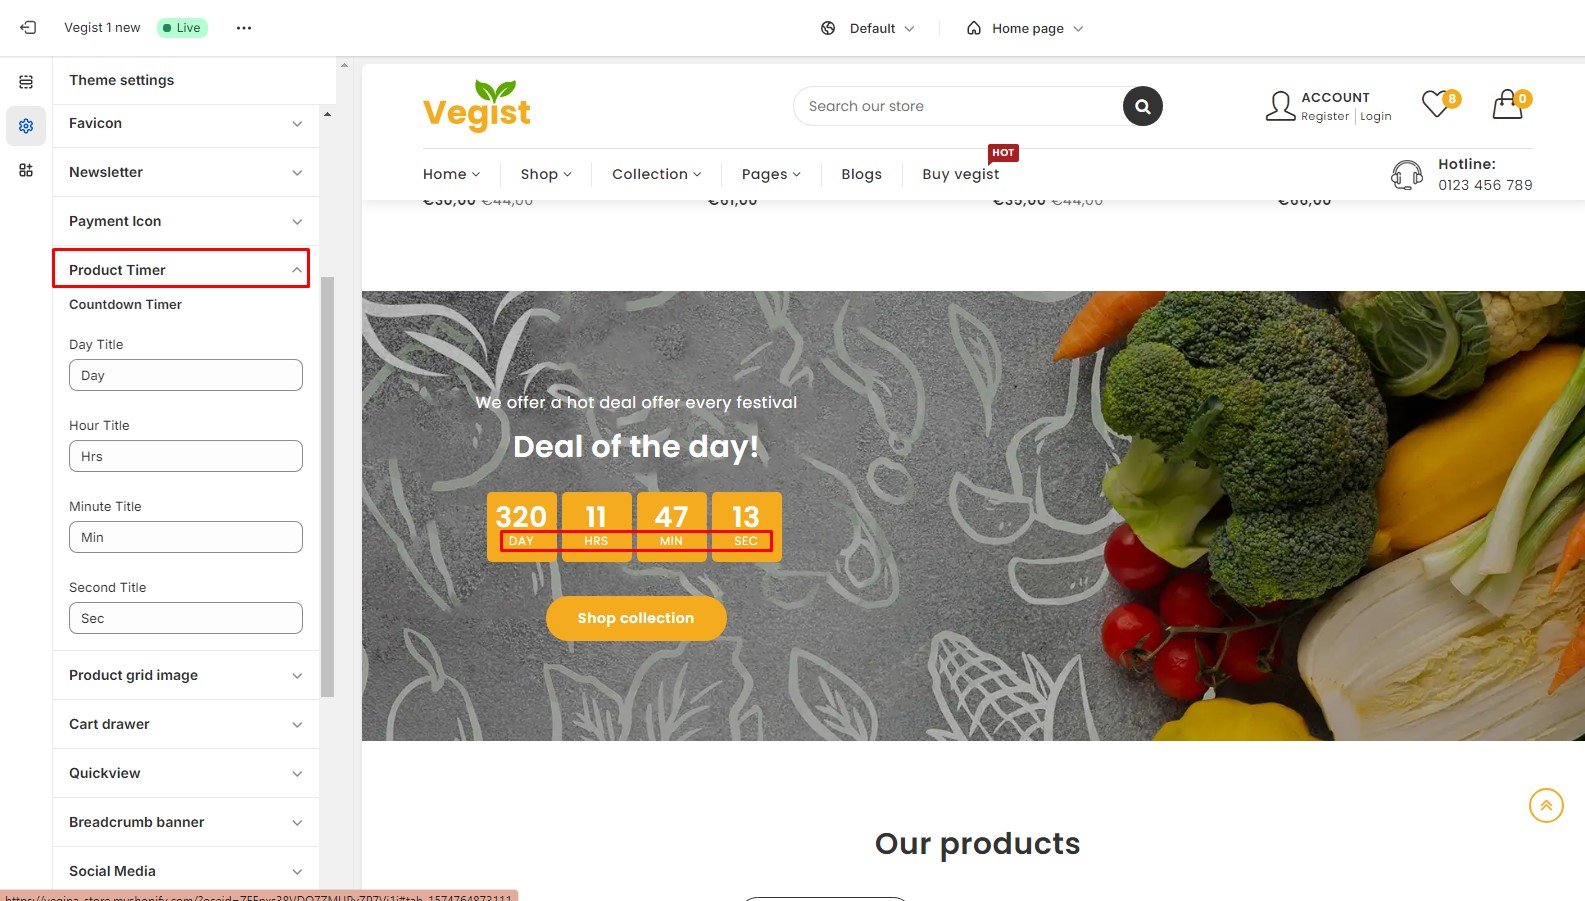 Vegist 1 new
Live
Default
Home page
Theme settings
Favicon
Newsletter
Payment Icon
Product Timer
Countdown Timer
Day Title
Day
Hour Title
Hrs
Minute Title
Min
Second Title
Sec
Product grid image
Cart drawer
Quickview
Breadcrumb banner
Social Media
Vegist
Search our store
ACCOUNT
Register Login
8
0
HOT
Home Shop Collection Pages Blogs Buy vegist
Hotline:
0123 456 789
€30,00 €44,00 €61,00 €35,00 €44,00 €66,00
We offer a hot deal offer every festival
Deal of the day!
320 11 47 13
DAY HRS MIN SEC
Shop collection
Our products